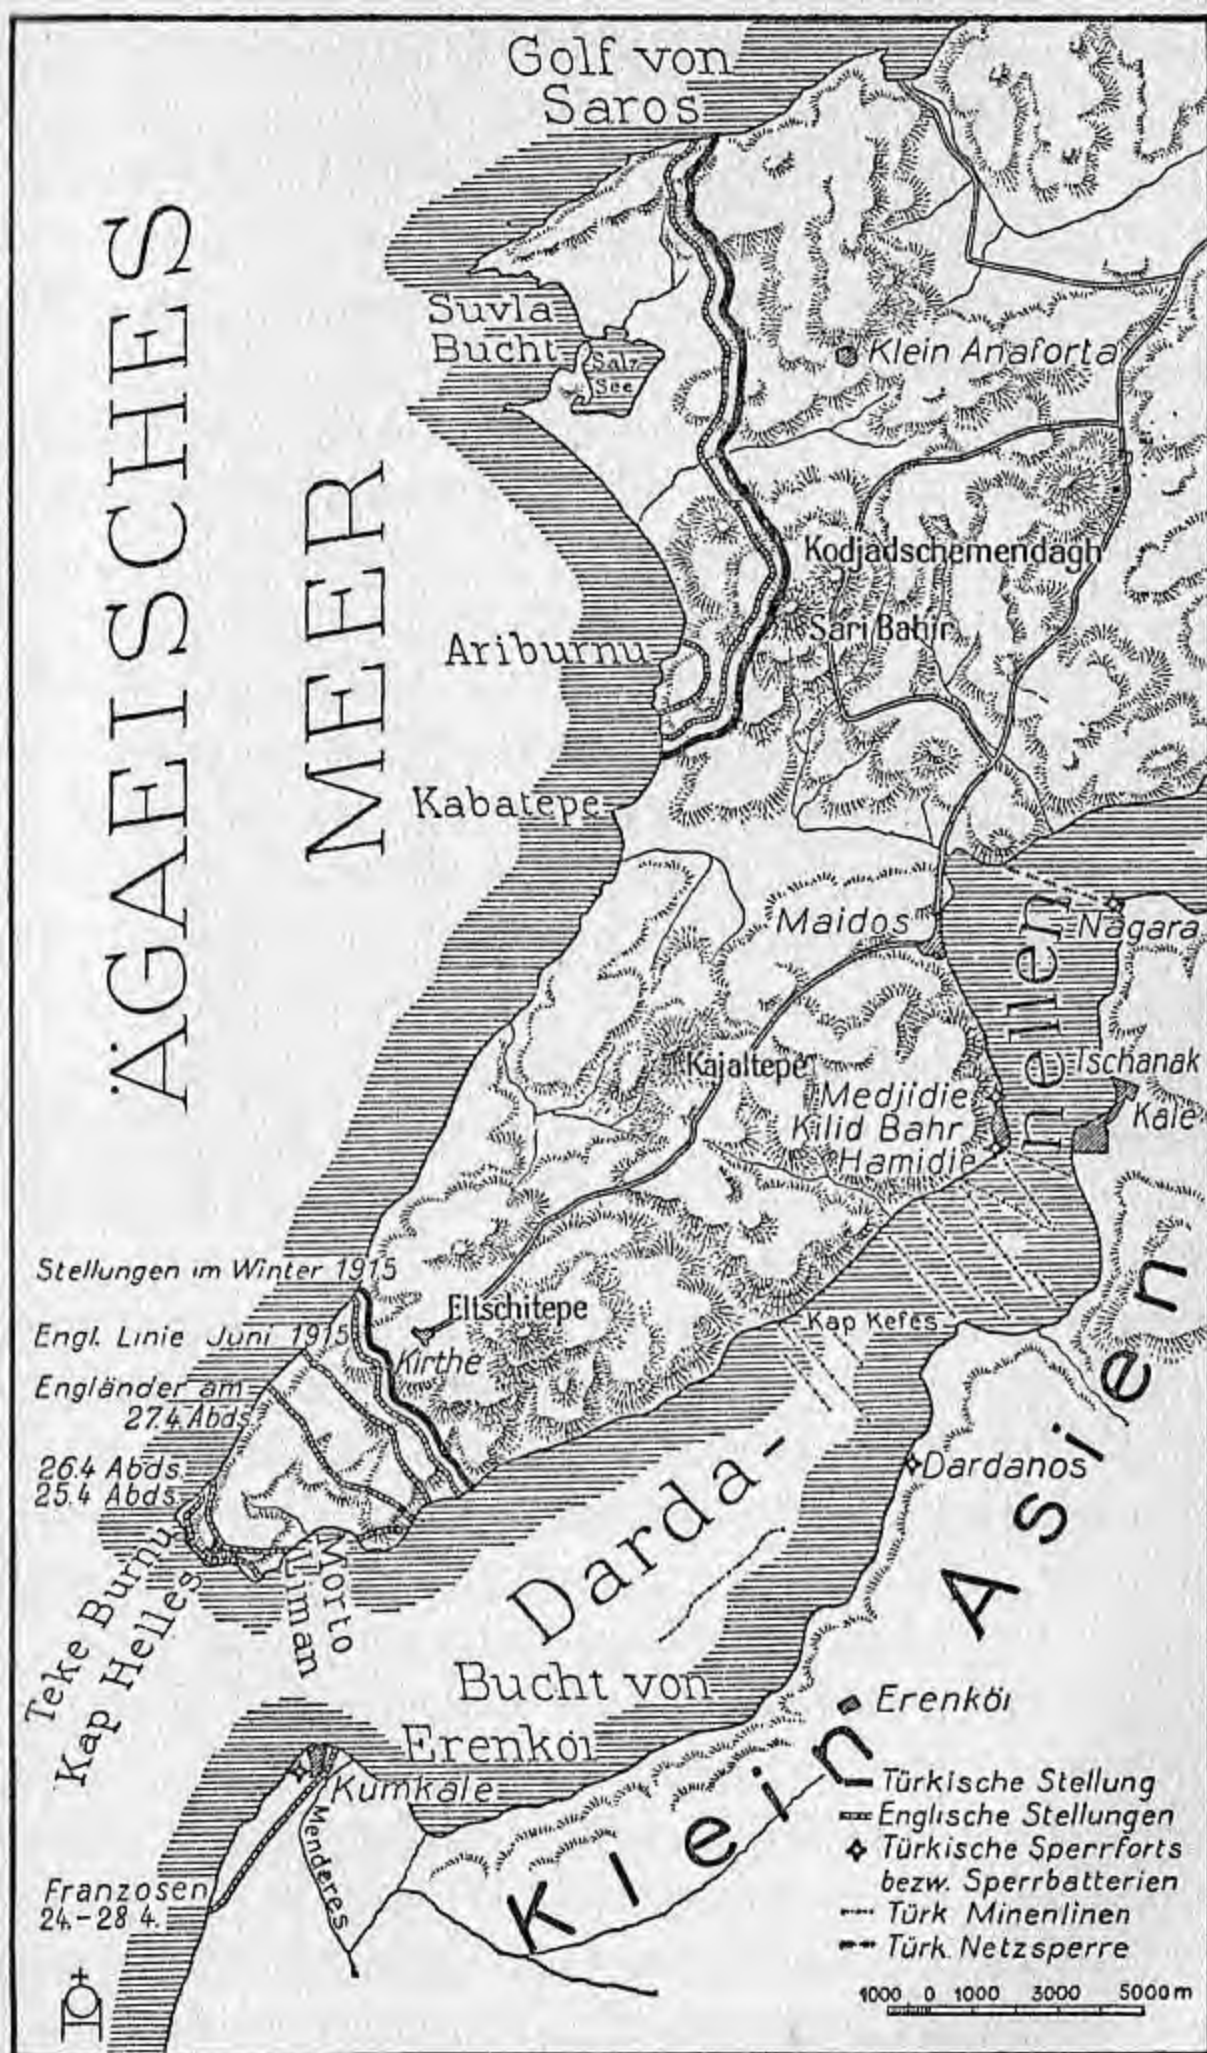 Golf von
Saros
ÄGAEISCHES
MEER
Suvla
Bucht
Salz
See
Klein Anaforta
Kodjadschemendagh
Sari Bahir
Ariburnu
Kabatepe
Maidos
Nagara
Kajaltepe
Tschanak
Kale
Medjidie
Kilid Bahr
Hamidie
Stellungen im Winter 1915
Engl. Linie Juni 1915
Eltschitepe
Kirthe
Kap Kefes
Engländer am
27.4. Abds.
26.4 Abds.
25.4 Abds.
Dardanos
Darda-
nellen
Teke Burnu
Kap Helles
Morto
Liman
Bucht von
Erenköi
Erenköi
Kumkale
Menderes
Klein Asien
Franzosen
24.-28 4.
Türkische Stellung
Englische Stellungen
Türkische Sperrforts
bezw. Sperrbatterien
Türk Minenlinen
Türk. Netzsperre
1000 0 1000 3000 5000 m